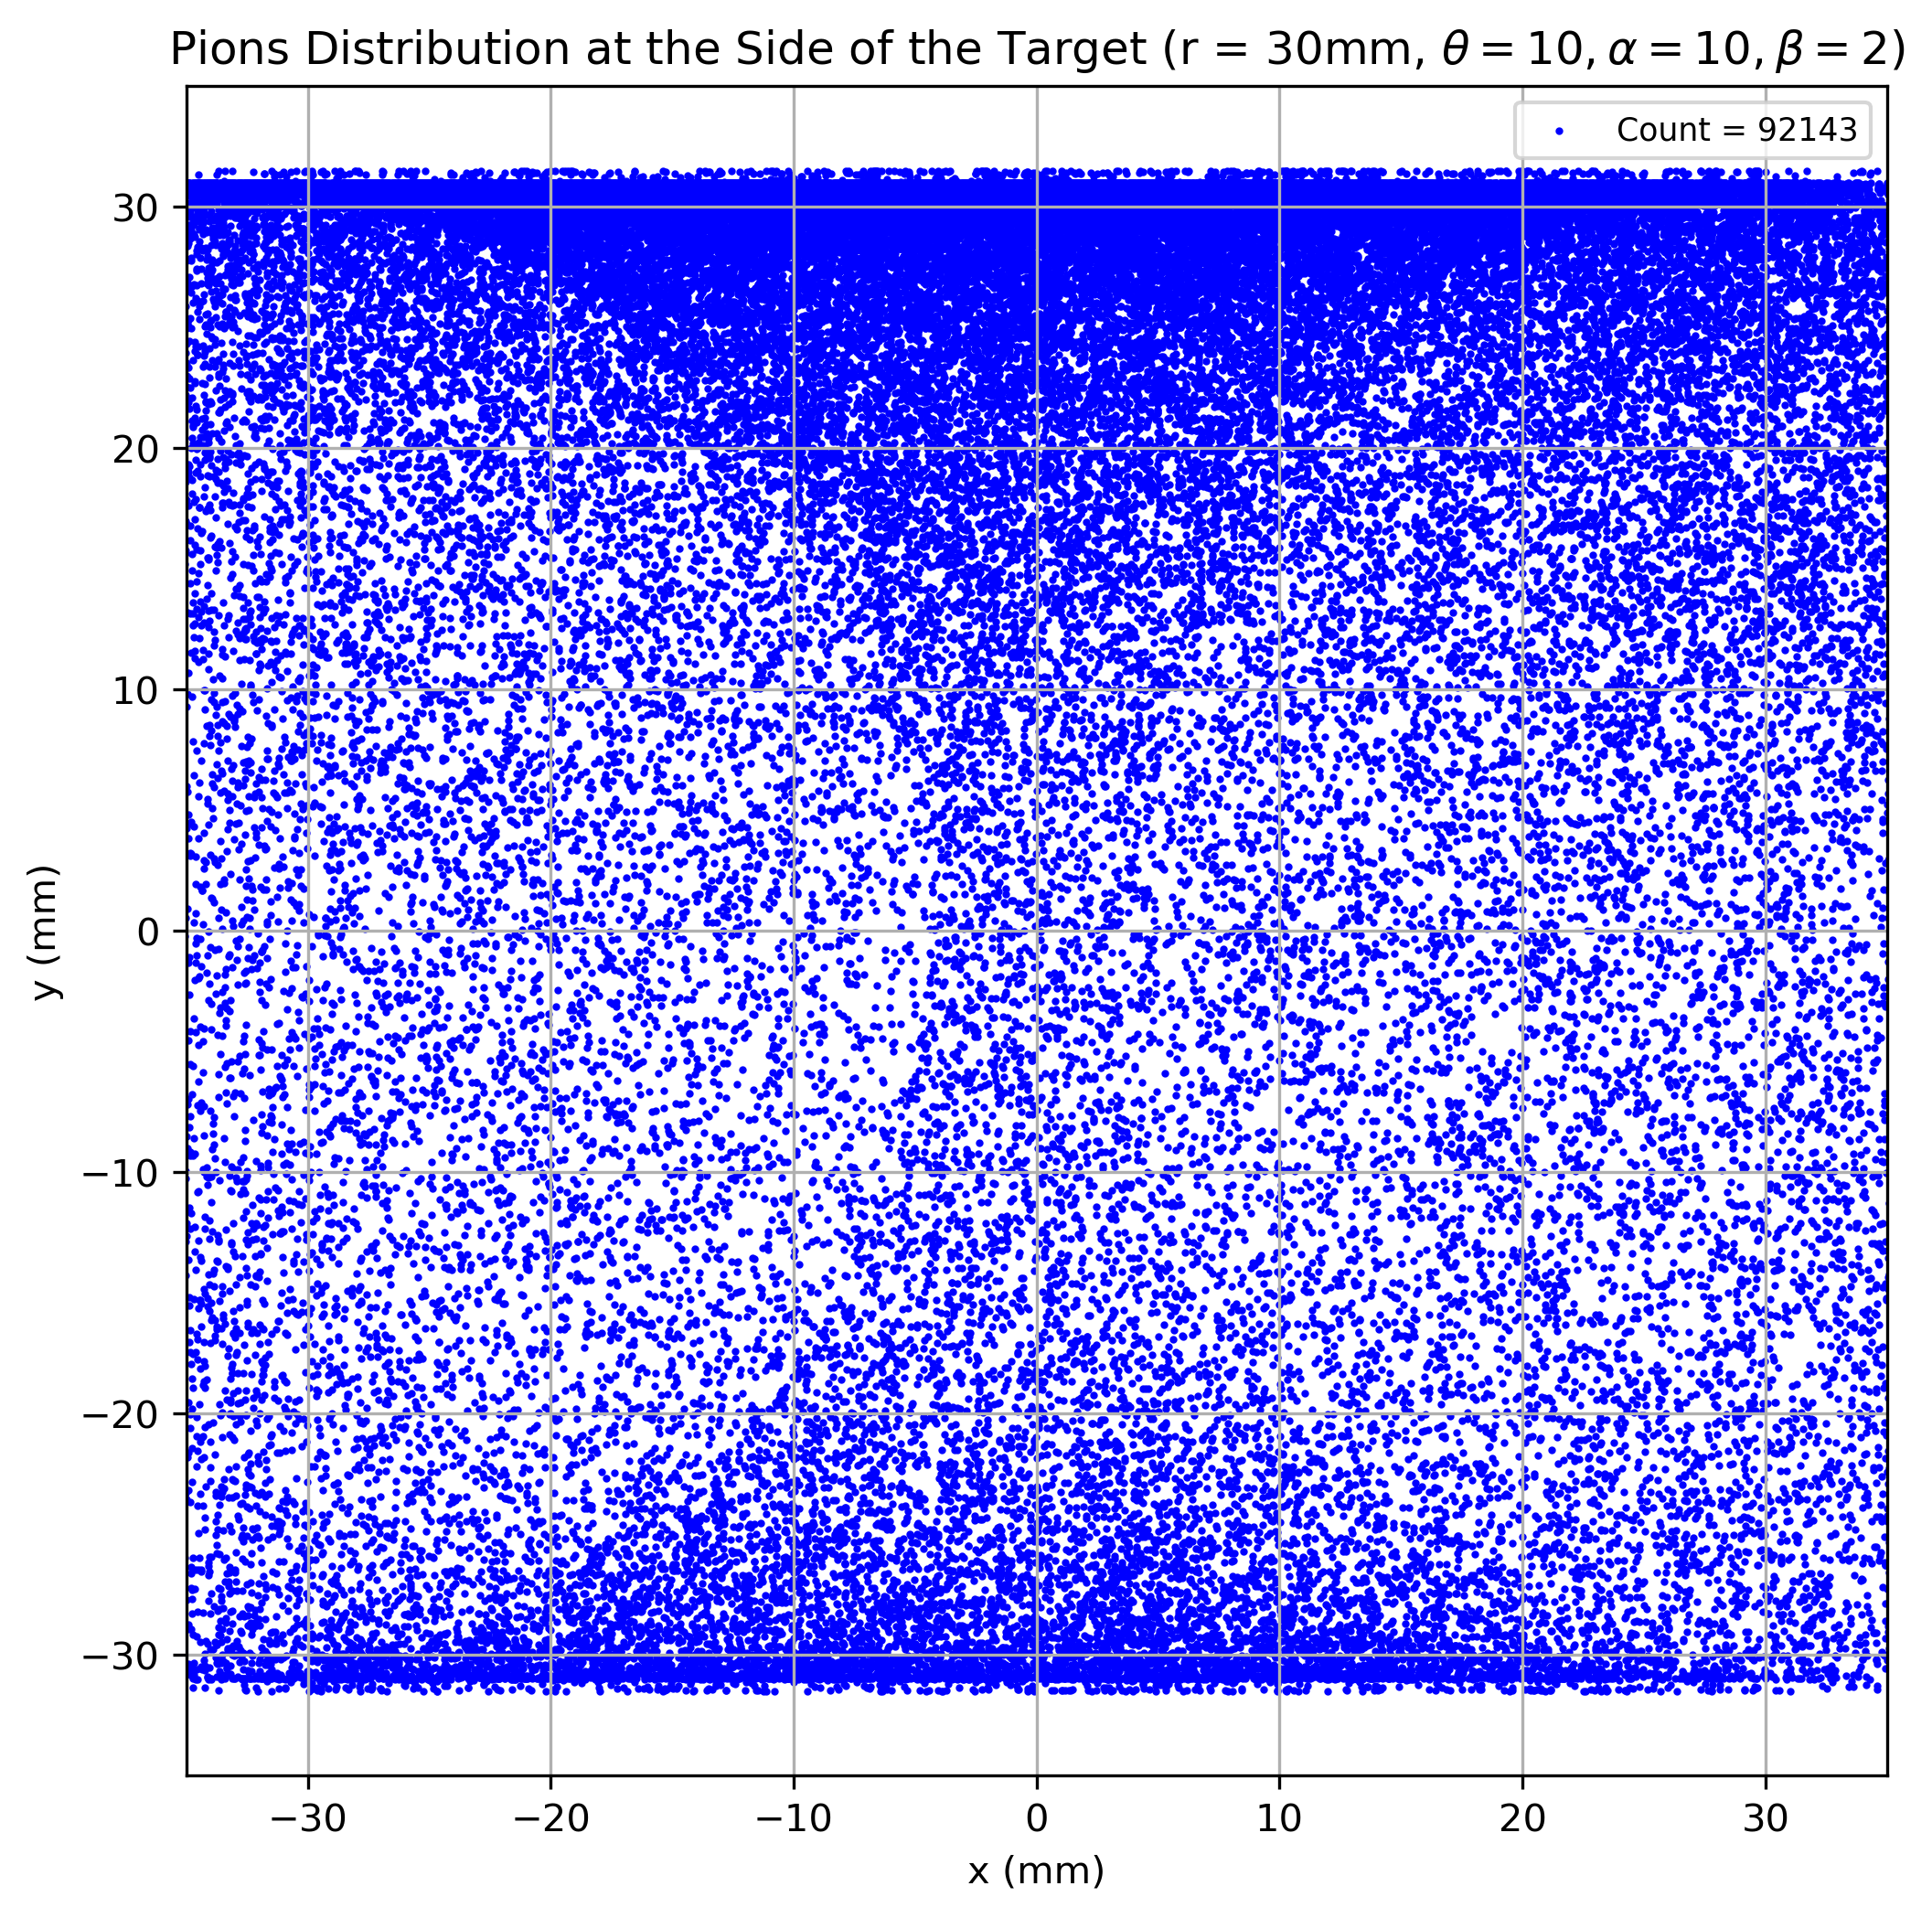 Pions Distribution at the Side of the Target (r = 30mm, θ = 10, α = 10, β = 2)
Count = 92143
30
20
10
0
−10
−20
−30
y (mm)
−30 −20 −10 0 10 20 30
x (mm)